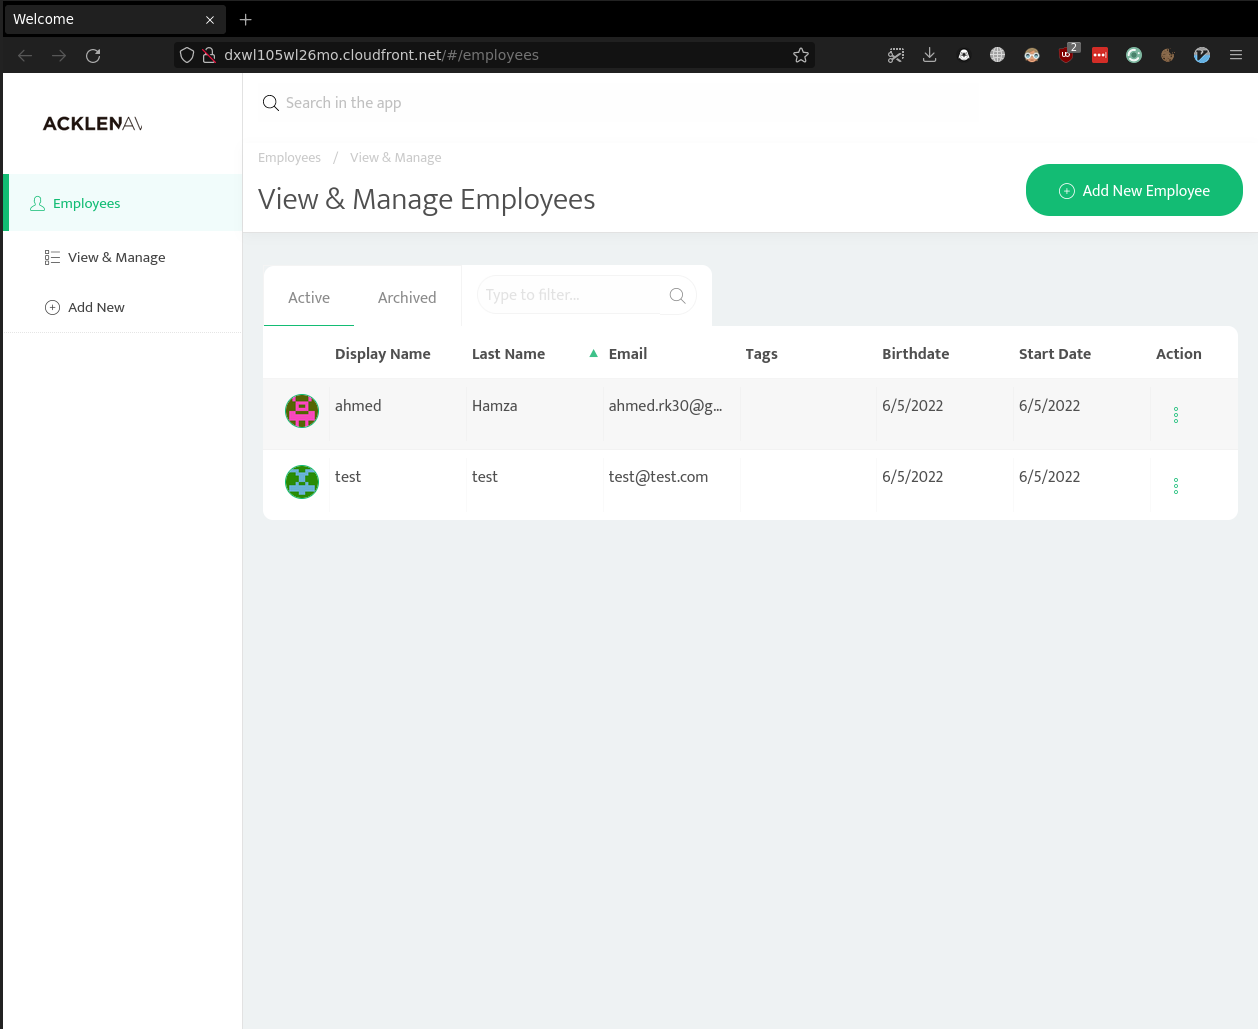 Welcome
dxwl105wl26mo.cloudfront.net/#/employees
2
ACKLENAV
Search in the app
Employees / View & Manage
View & Manage Employees
Add New Employee
Employees
View & Manage
Add New
Active Archived Type to filter...
Display Name Last Name Email Tags Birthdate Start Date Action
ahmed Hamza ahmed.rk30@g... 6/5/2022 6/5/2022
test test test@test.com 6/5/2022 6/5/2022